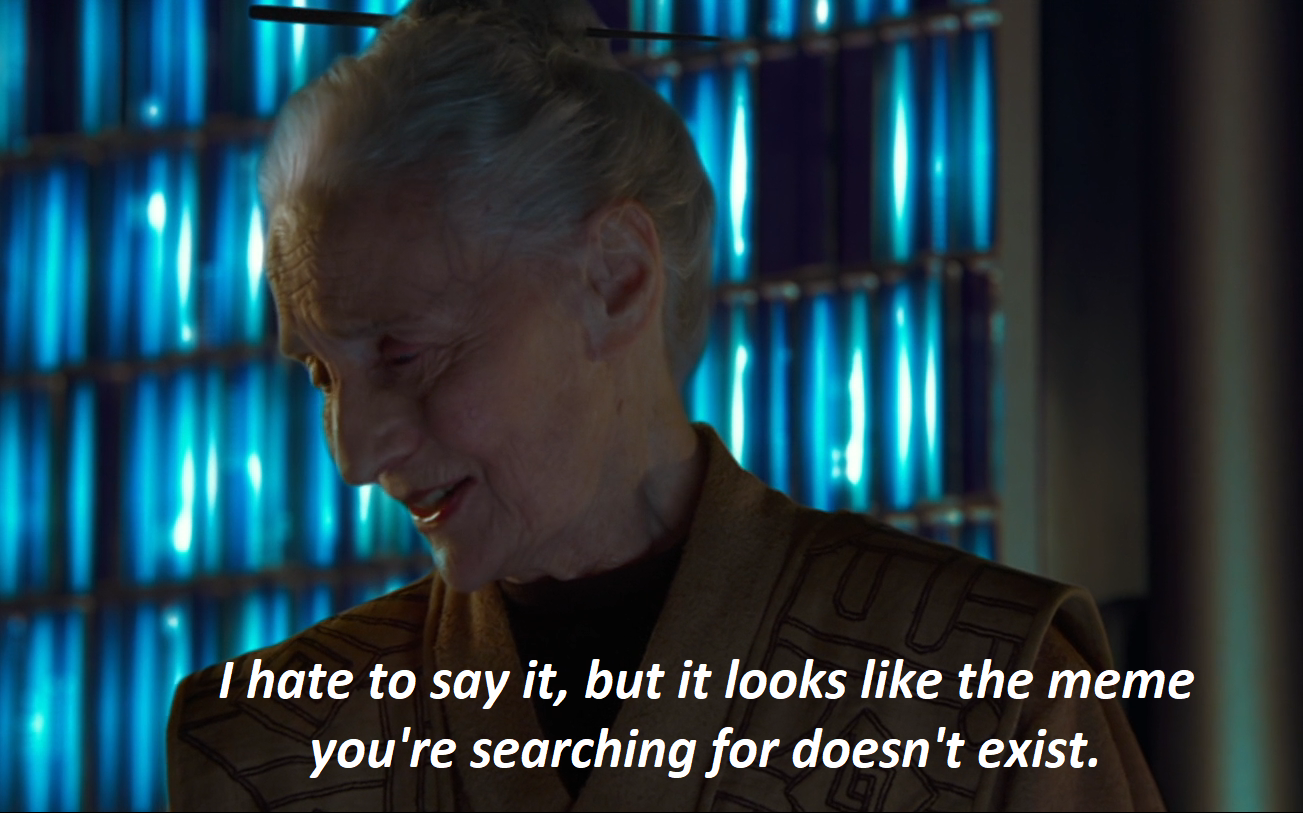 I hate to say it, but it looks like the meme
you're searching for doesn't exist.